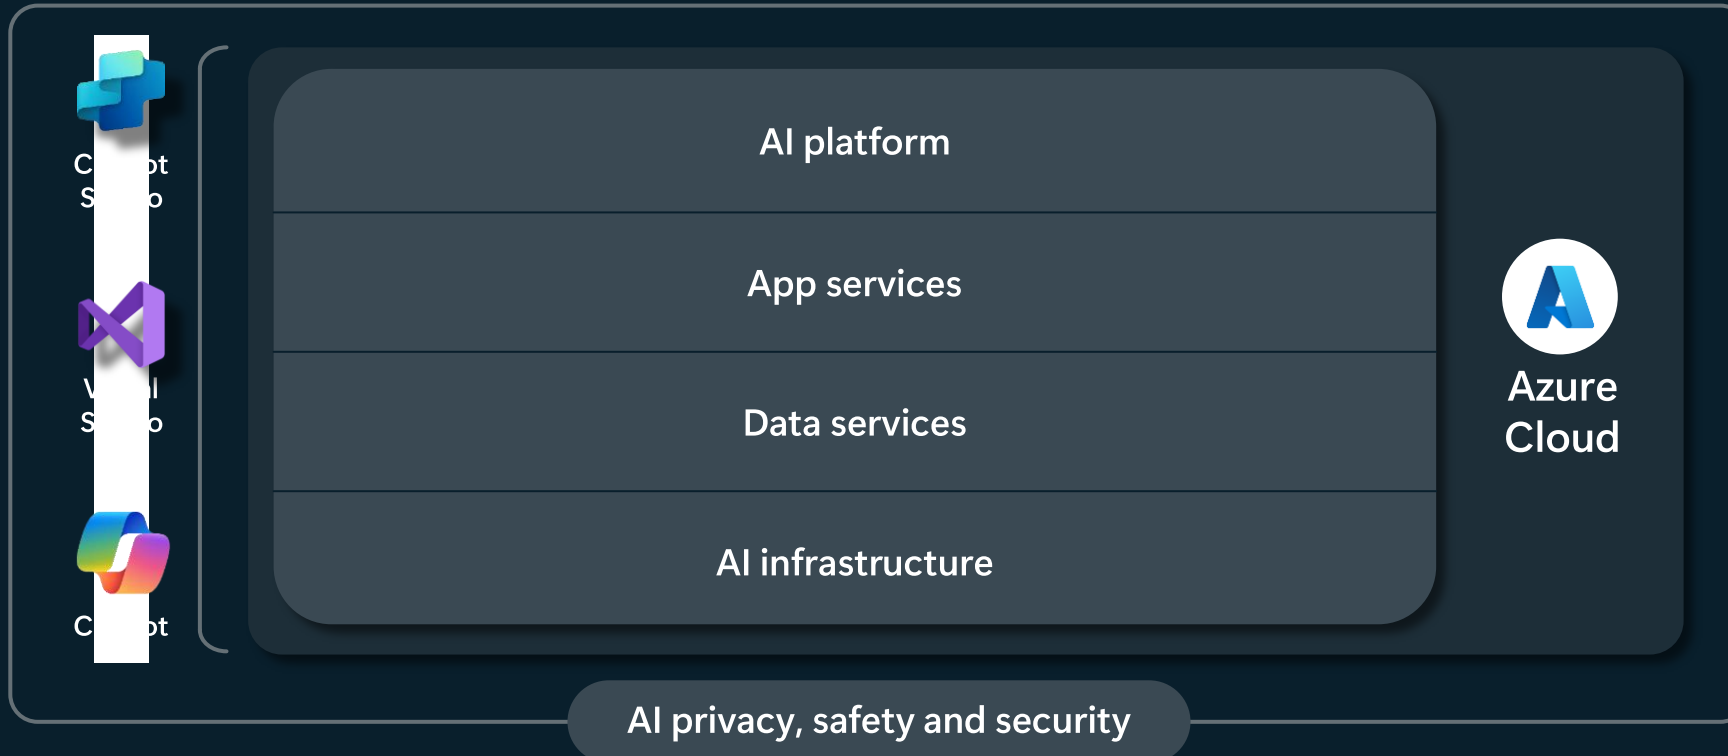 AI platform
App services
Data services
AI infrastructure
Azure
Cloud
AI privacy, safety and security